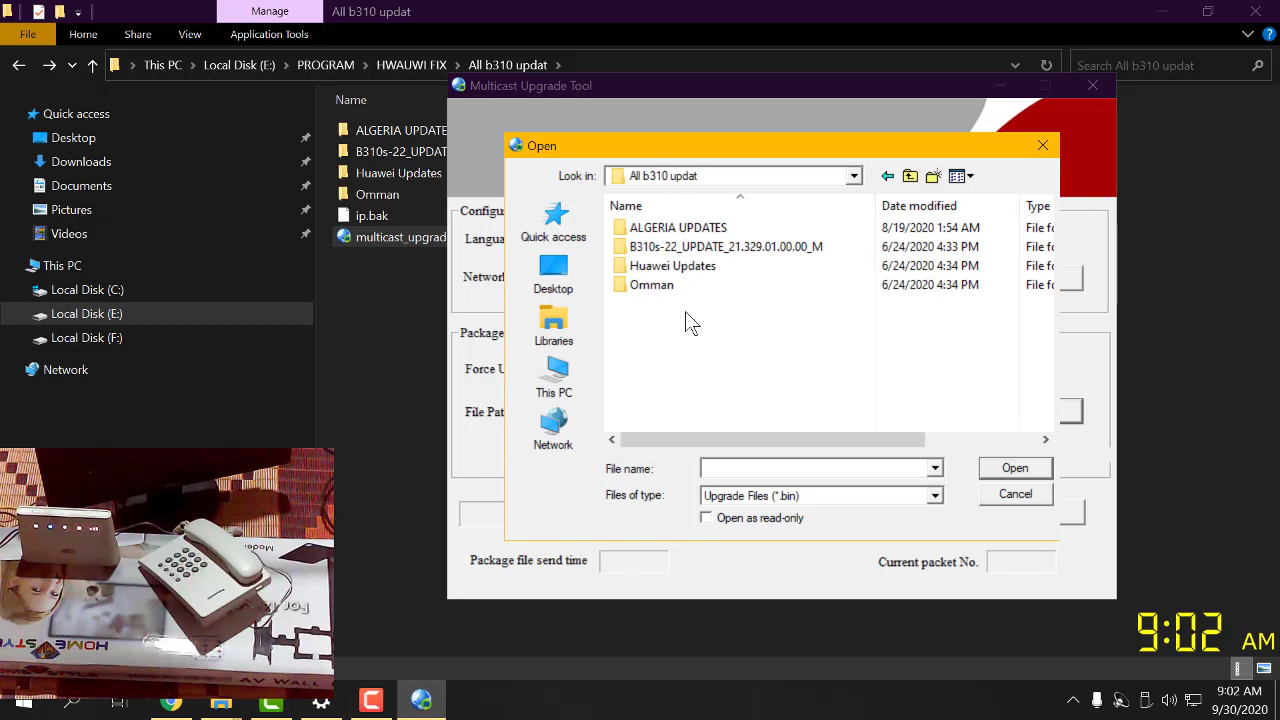 Manage
All b310 updat
File
Home
Share
View
Application Tools
This PC
Local Disk (E:)
PROGRAM
HWAUWI FIX
All b310 updat
Search All b310 updat
Quick access
Desktop
Downloads
Documents
Pictures
Videos
This PC
Local Disk (C:)
Local Disk (E:)
Local Disk (F:)
Network
Name
ALGERIA UPDATE
B310s-22_UPDAT
Huawei Updates
Omman
ip.bak
multicast_upgrad
Multicast Upgrade Tool
Open
Look in:
All b310 updat
Quick access
Desktop
Libraries
This PC
Network
Name
Date modified
Type
ALGERIA UPDATES
8/19/2020 1:54 AM
File fo
B310s-22_UPDATE_21.329.01.00.00_M
6/24/2020 4:33 PM
File fo
Huawei Updates
6/24/2020 4:34 PM
File fo
Omman
6/24/2020 4:34 PM
File fo
File name:
Open
Files of type:
Upgrade Files (*.bin)
Cancel
Open as read-only
Configu
Langua
Network
Package
Force U
File Pat
Package file send time
Current packet No.
9:02 AM
9:02 AM
9/30/2020
HOME STY
AV WALL